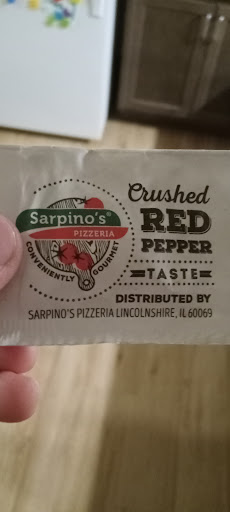 Sarpino's®
PIZZERIA
CONVENIENTLY GOURMET
Crushed
RED
PEPPER
TASTE
DISTRIBUTED BY
SARPINO'S PIZZERIA LINCOLNSHIRE, IL 60069